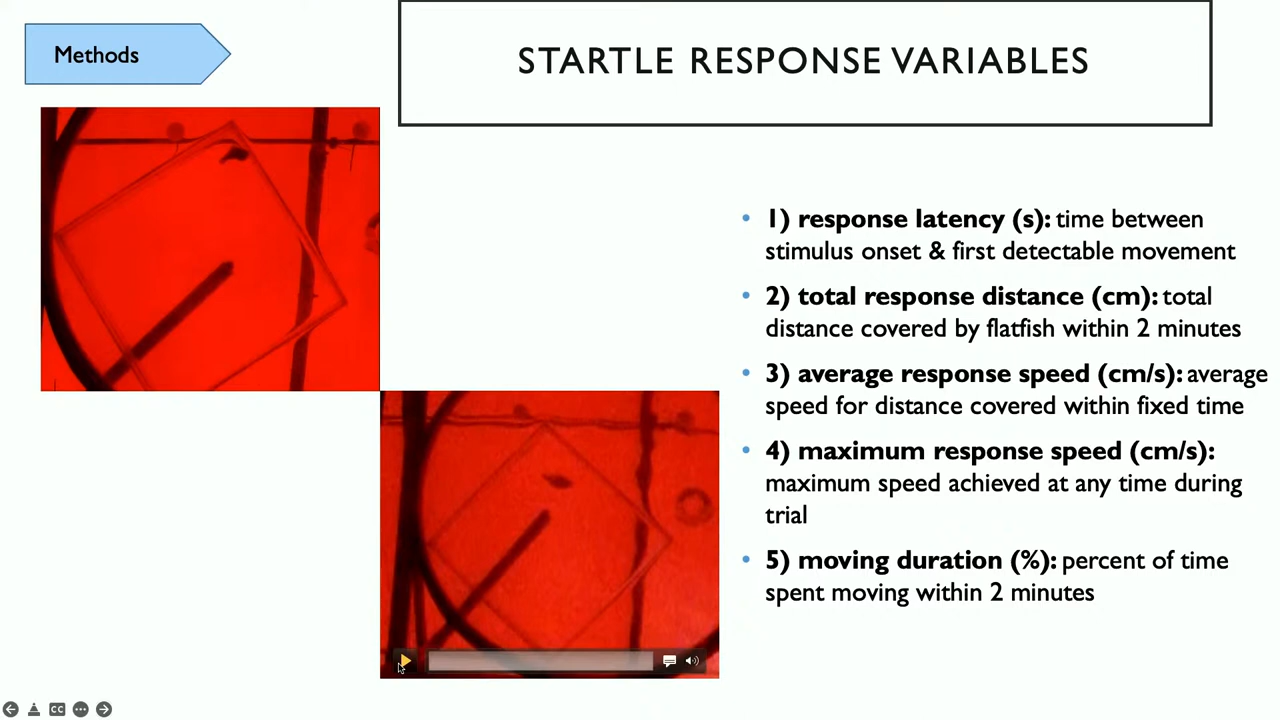 Methods
STARTLE RESPONSE VARIABLES
• 1) response latency (s): time between
stimulus onset & first detectable movement
• 2) total response distance (cm): total
distance covered by flatfish within 2 minutes
• 3) average response speed (cm/s): average
speed for distance covered within fixed time
• 4) maximum response speed (cm/s):
maximum speed achieved at any time during
trial
• 5) moving duration (%): percent of time
spent moving within 2 minutes
CC